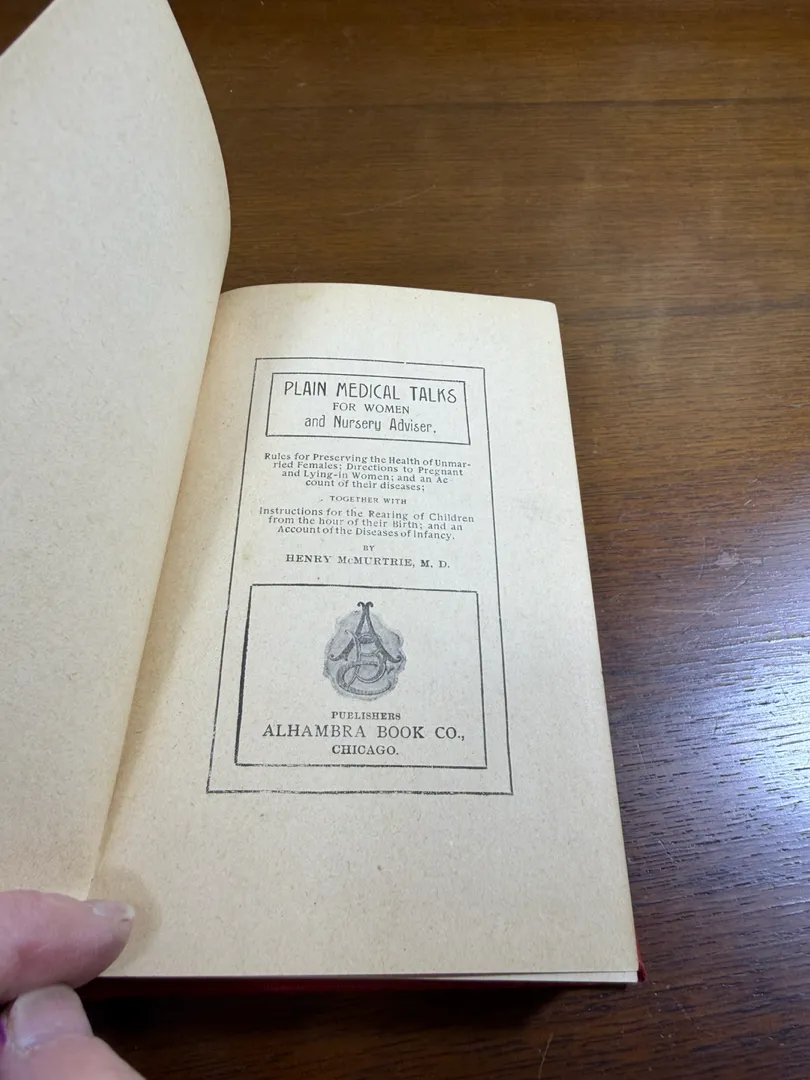 PLAIN MEDICAL TALKS
FOR WOMEN
and Nursery Adviser.
Rules for Preserving the Health of Unmar-
ried Females; Directions to Pregnant
and Lying-in Women; and an Ac-
count of their diseases;
TOGETHER WITH
Instructions for the Rearing of Children
from the hour of their Birth; and an
Account of the Diseases of Infancy.
BY
HENRY McMURTRIE, M. D.
PUBLISHERS
ALHAMBRA BOOK CO.,
CHICAGO.